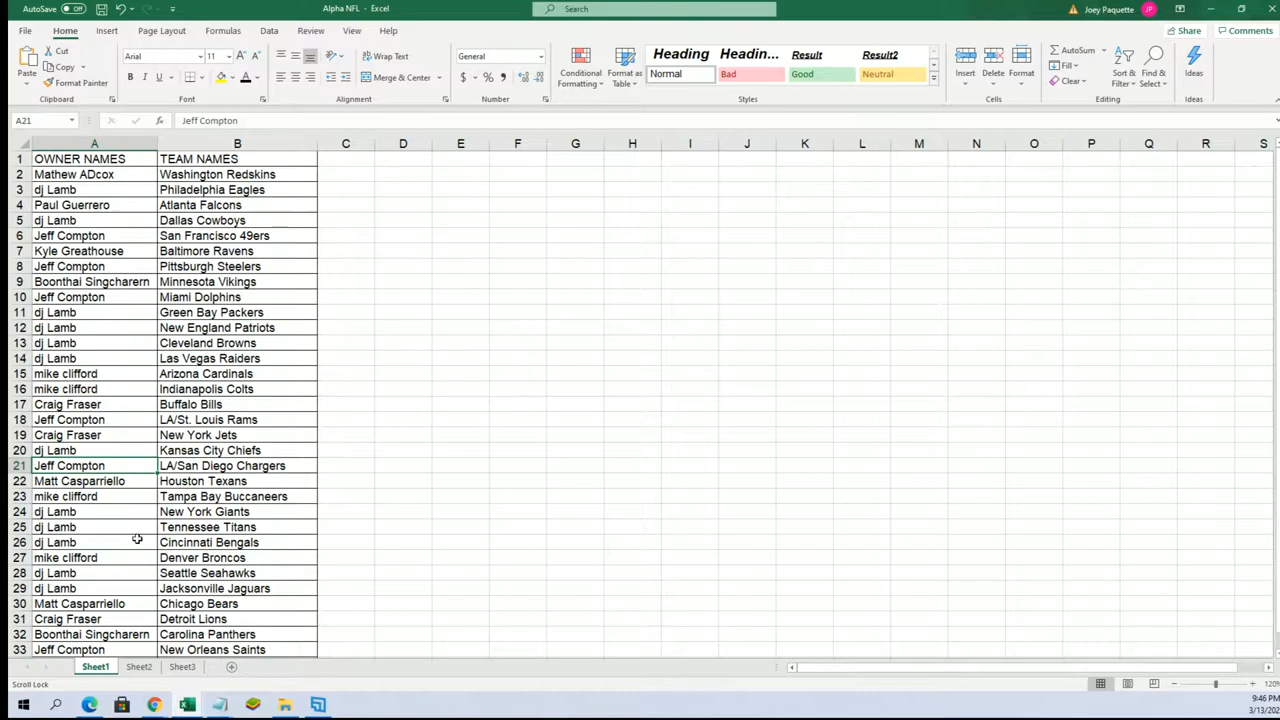 AutoSave Off Alpha NFL - Excel Search Joey Paquette JP
File Home Insert Page Layout Formulas Data Review View Help Share Comments
Paste Cut Copy Format Painter Clipboard
Arial 11 Font
Wrap Text Merge & Center Alignment
General Number
Conditional Formatting Format as Table
Heading Headin... Result Result2
Normal Bad Good Neutral
Styles
Insert Delete Format Cells
AutoSum Fill Clear Sort & Filter Find & Select Editing
Ideas Ideas
A21 fx Jeff Compton
A B C D E F G H I J K L M N O P Q R S
1 OWNER NAMES TEAM NAMES
2 Mathew ADcox Washington Redskins
3 dj Lamb Philadelphia Eagles
4 Paul Guerrero Atlanta Falcons
5 dj Lamb Dallas Cowboys
6 Jeff Compton San Francisco 49ers
7 Kyle Greathouse Baltimore Ravens
8 Jeff Compton Pittsburgh Steelers
9 Boonthai Singcharern Minnesota Vikings
10 Jeff Compton Miami Dolphins
11 dj Lamb Green Bay Packers
12 dj Lamb New England Patriots
13 dj Lamb Cleveland Browns
14 dj Lamb Las Vegas Raiders
15 mike clifford Arizona Cardinals
16 mike clifford Indianapolis Colts
17 Craig Fraser Buffalo Bills
18 Jeff Compton LA/St. Louis Rams
19 Craig Fraser New York Jets
20 dj Lamb Kansas City Chiefs
21 Jeff Compton LA/San Diego Chargers
22 Matt Casparriello Houston Texans
23 mike clifford Tampa Bay Buccaneers
24 dj Lamb New York Giants
25 dj Lamb Tennessee Titans
26 dj Lamb Cincinnati Bengals
27 mike clifford Denver Broncos
28 dj Lamb Seattle Seahawks
29 dj Lamb Jacksonville Jaguars
30 Matt Casparriello Chicago Bears
31 Craig Fraser Detroit Lions
32 Boonthai Singcharern Carolina Panthers
33 Jeff Compton New Orleans Saints
Sheet1 Sheet2 Sheet3
Scroll Lock 120%
9:46 PM
3/13/202